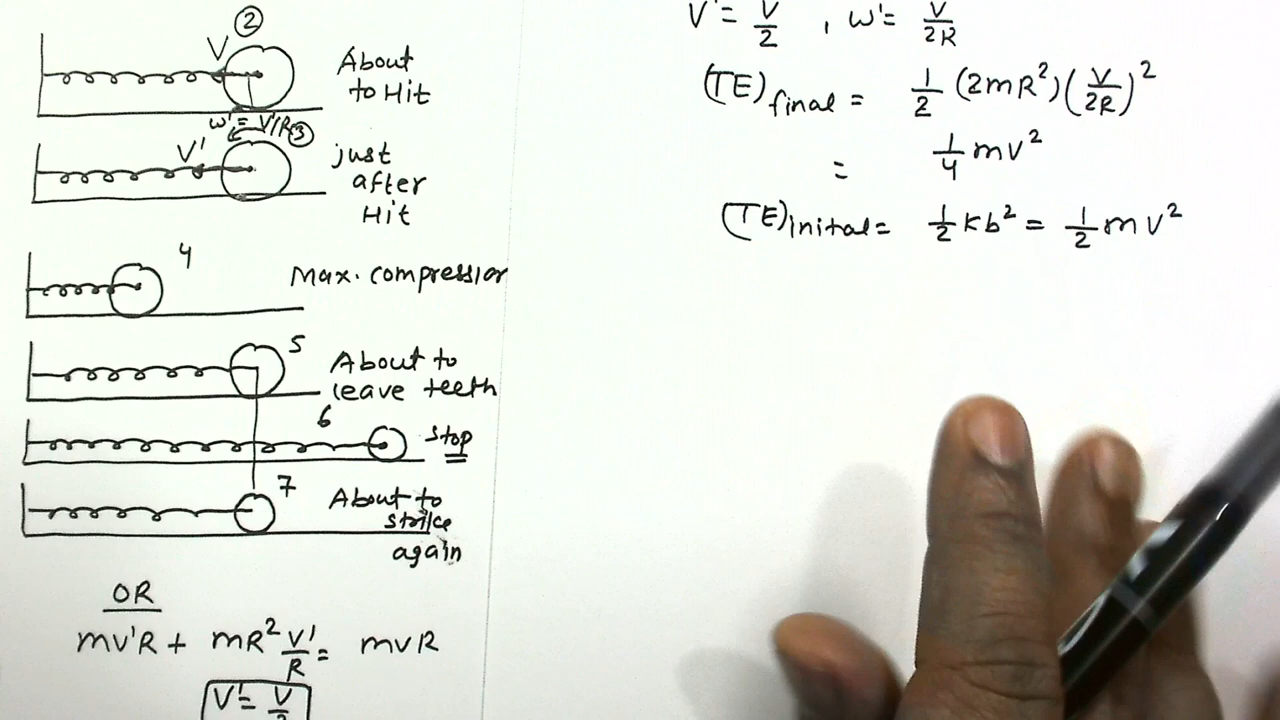 V ②
About
to Hit
ω' = V'/R ③
V'
just
after
Hit
4
Max. compression
5
About to
leave teeth
6
stop
7
About to
strike
again
OR
mv'R + mR² V'/R = mvR
V' = V/2
V' = V/2 , ω' = V/2R
(TE)final = 1/2 (2mR²)(V/2R)²
= 1/4 mv²
(TE)inital = 1/2 kb² = 1/2 mv²